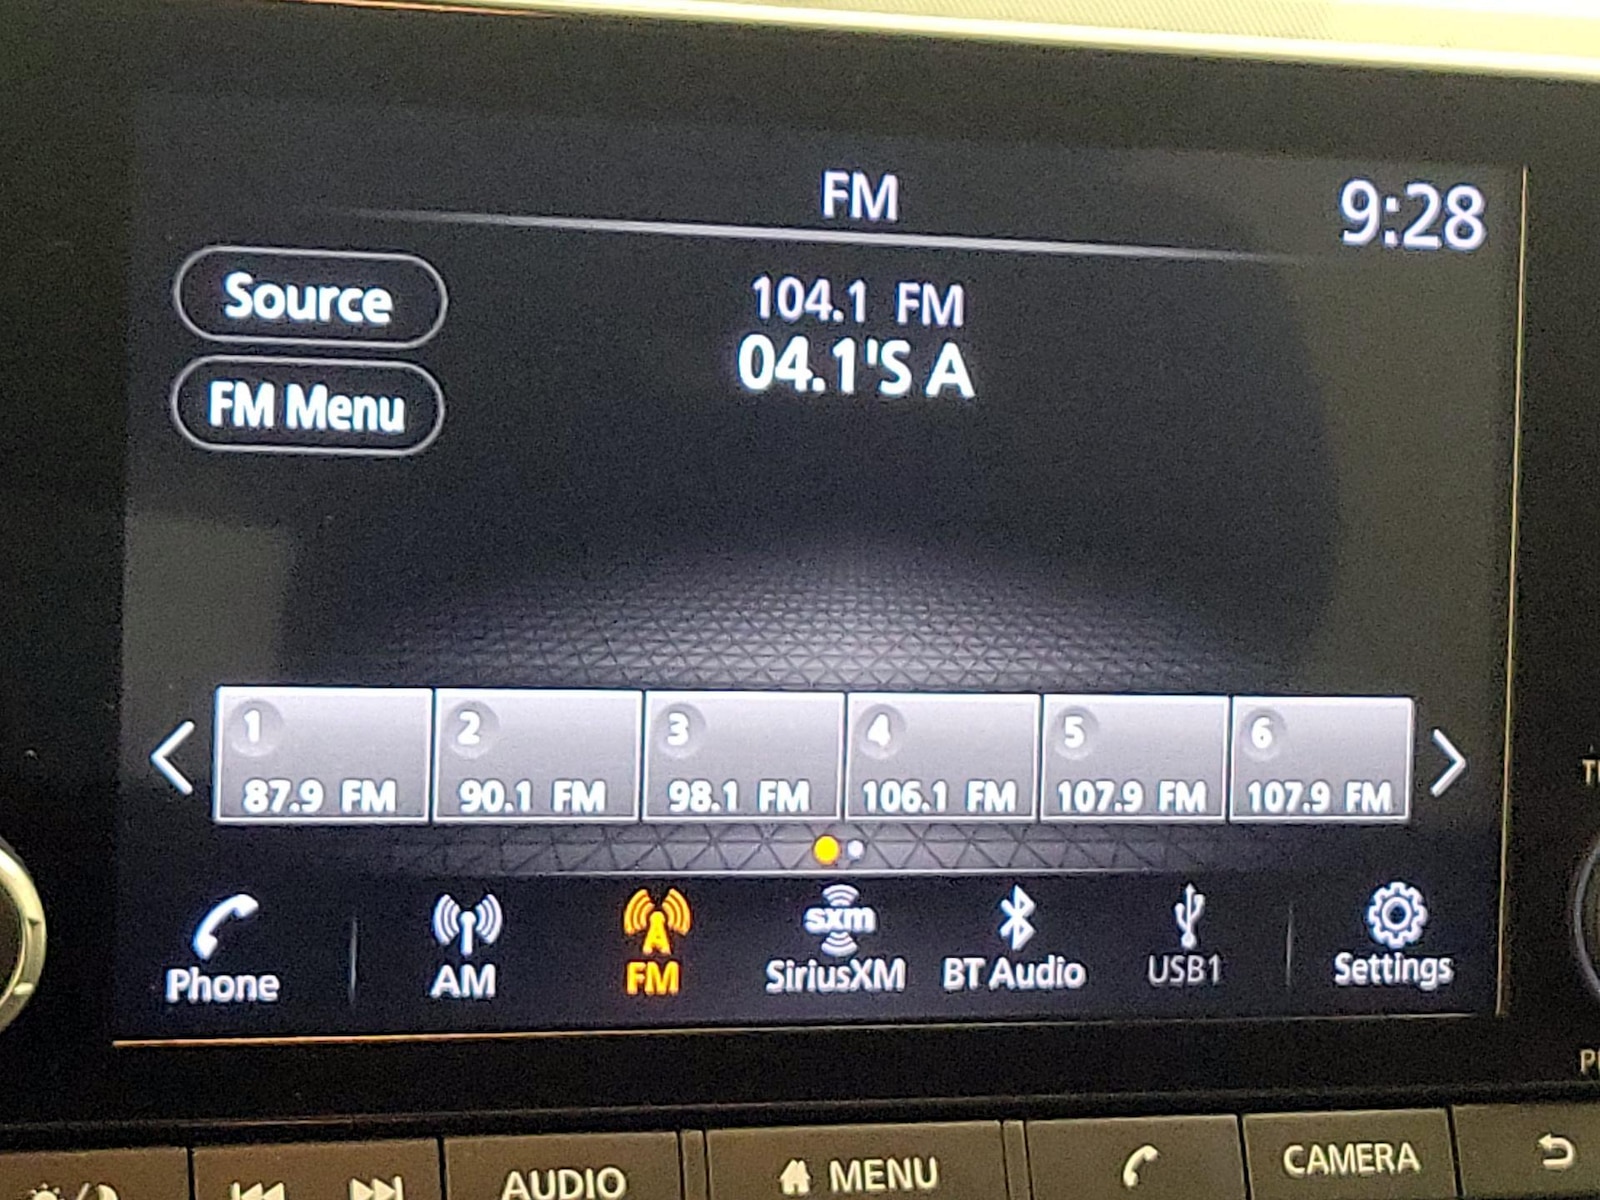 FM
9:28
Source
104.1 FM
04.1'S A
FM Menu
1 2 3 4 5 6
87.9 FM 90.1 FM 98.1 FM 106.1 FM 107.9 FM 107.9 FM
A
sxm
Phone AM FM SiriusXM BT Audio USB1 Settings
AUDIO MENU CAMERA